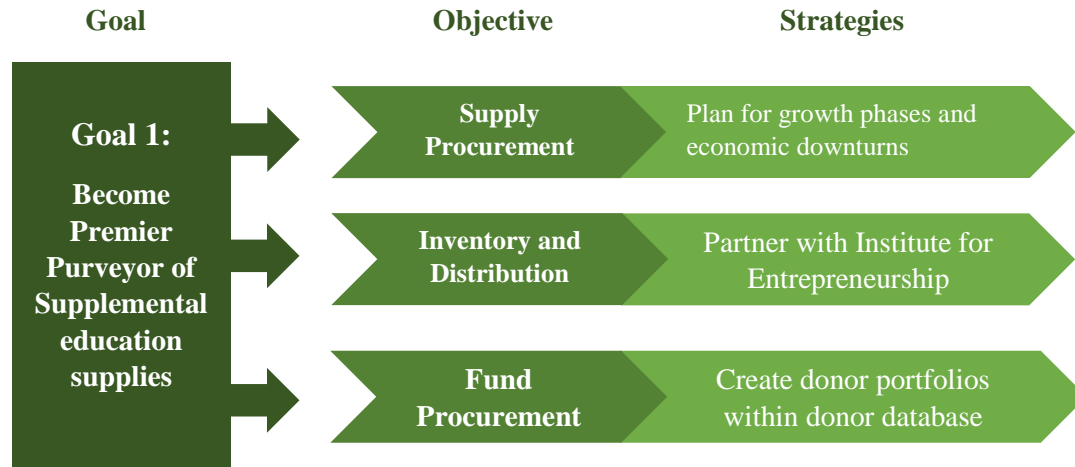 Goal
Objective
Strategies
Goal 1:
Become
Premier
Purveyor of
Supplemental
education
supplies
Supply
Procurement
Plan for growth phases and
economic downturns
Inventory and
Distribution
Partner with Institute for
Entrepreneurship
Fund
Procurement
Create donor portfolios
within donor database